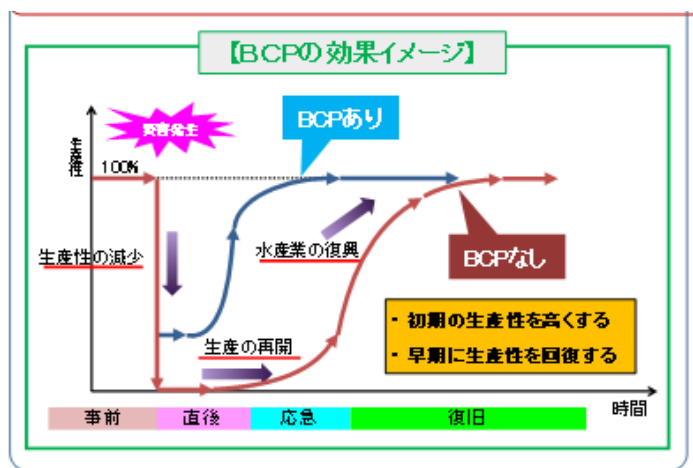 【BCPの効果イメージ】
災害発生
BCPあり
生産性
100%
生産性の減少
水産業の復興
BCPなし
生産の再開
・ 初期の生産性を高くする
・ 早期に生産性を回復する
時間
事前
直後
応急
復旧